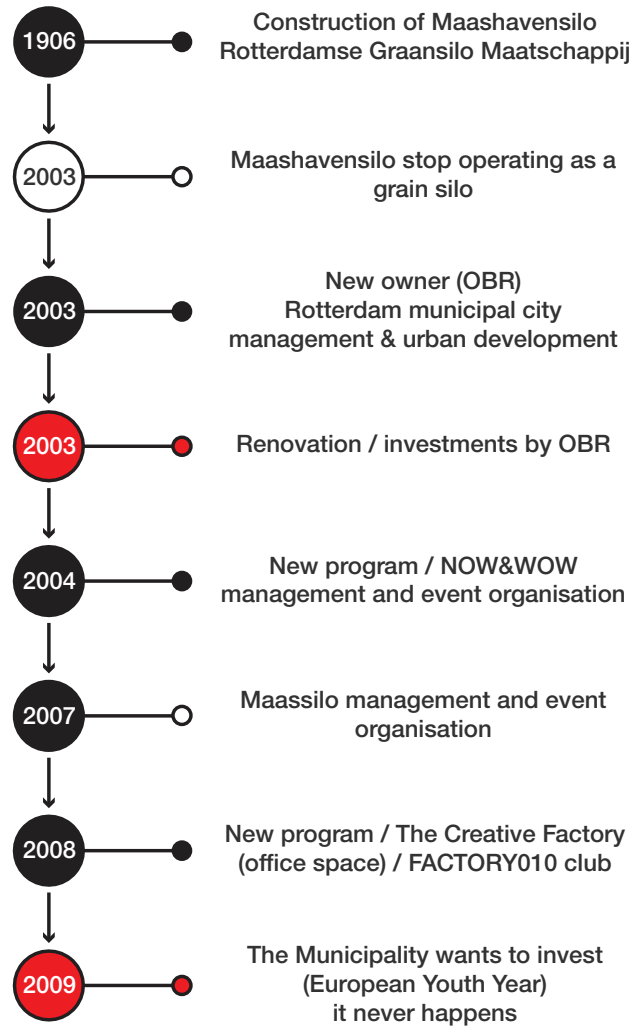 1906
Construction of Maashavensilo
Rotterdamse Graansilo Maatschappij
2003
Maashavensilo stop operating as a
grain silo
2003
New owner (OBR)
Rotterdam municipal city
management & urban development
2003
Renovation / investments by OBR
2004
New program / NOW&WOW
management and event organisation
2007
Maassilo management and event
organisation
2008
New program / The Creative Factory
(office space) / FACTORY010 club
2009
The Municipality wants to invest
(European Youth Year)
it never happens